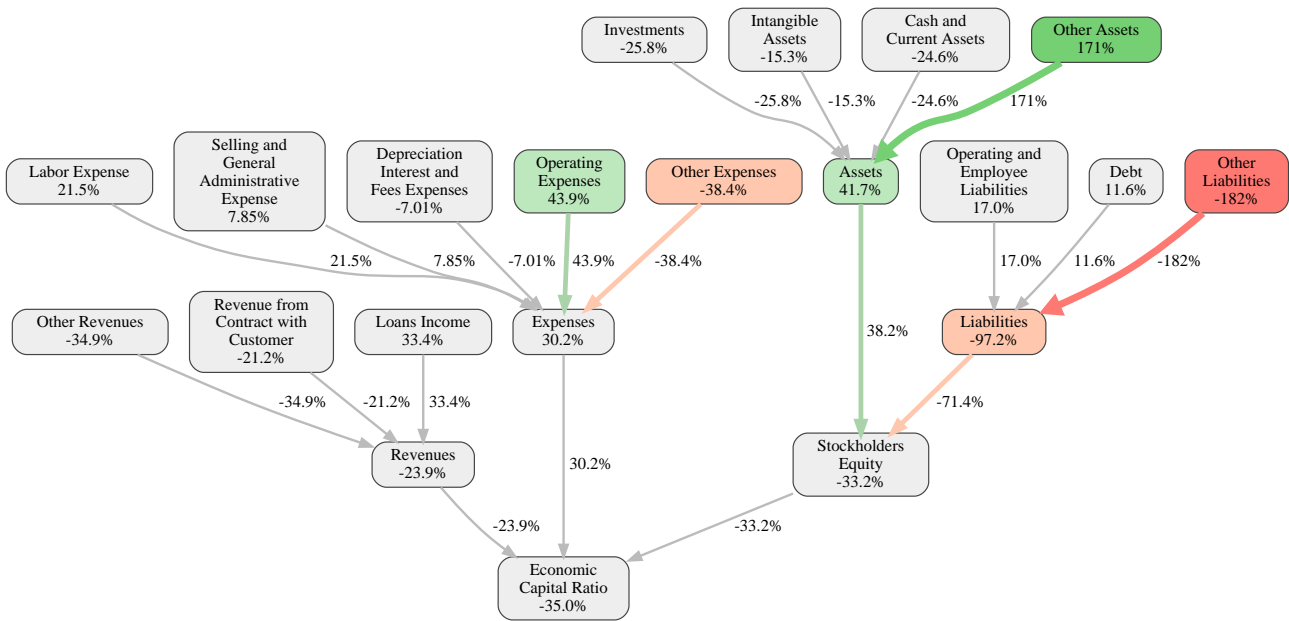 Investments
-25.8%
Intangible
Assets
-15.3%
Cash and
Current Assets
-24.6%
Other Assets
171%
-25.8%
-15.3%
-24.6%
171%
Labor Expense
21.5%
Selling and
General
Administrative
Expense
7.85%
Depreciation
Interest and
Fees Expenses
-7.01%
Operating
Expenses
43.9%
Other Expenses
-38.4%
Assets
41.7%
Operating and
Employee
Liabilities
17.0%
Debt
11.6%
Other
Liabilities
-182%
21.5%
7.85%
-7.01%
43.9%
-38.4%
17.0%
11.6%
-182%
Other Revenues
-34.9%
Revenue from
Contract with
Customer
-21.2%
Loans Income
33.4%
Expenses
30.2%
38.2%
Liabilities
-97.2%
-34.9%
-21.2%
33.4%
-71.4%
Revenues
-23.9%
30.2%
Stockholders
Equity
-33.2%
-23.9%
-33.2%
Economic
Capital Ratio
-35.0%